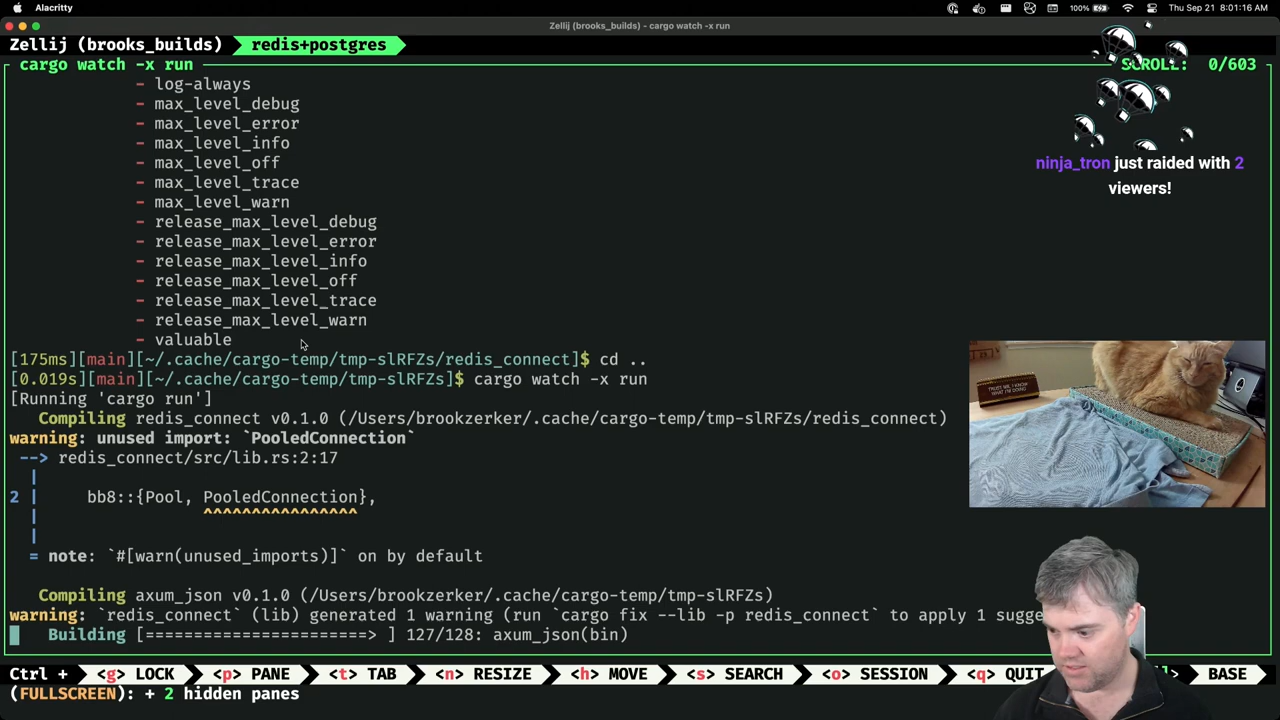 Alacritty
100%
Thu Sep 21 8:01:16 AM
Zellij (brooks_builds) - cargo watch -x run
Zellij (brooks_builds) redis+postgres
cargo watch -x run
SCROLL: 0/603
- log-always
- max_level_debug
- max_level_error
- max_level_info
- max_level_off
- max_level_trace
- max_level_warn
- release_max_level_debug
- release_max_level_error
- release_max_level_info
- release_max_level_off
- release_max_level_trace
- release_max_level_warn
- valuable
ninja_tron just raided with 2
viewers!
[175ms][main][~/.cache/cargo-temp/tmp-slRFZs/redis_connect]$ cd ..
[0.019s][main][~/.cache/cargo-temp/tmp-slRFZs]$ cargo watch -x run
[Running 'cargo run']
Compiling redis_connect v0.1.0 (/Users/brookzerker/.cache/cargo-temp/tmp-slRFZs/redis_connect)
warning: unused import: `PooledConnection`
--> redis_connect/src/lib.rs:2:17
|
2 | bb8::{Pool, PooledConnection},
| ^^^^^^^^^^^^^^^^
|
= note: `#[warn(unused_imports)]` on by default
Compiling axum_json v0.1.0 (/Users/brookzerker/.cache/cargo-temp/tmp-slRFZs)
warning: `redis_connect` (lib) generated 1 warning (run `cargo fix --lib -p redis_connect` to apply 1 sugge
Building [=======================> ] 127/128: axum_json(bin)
Ctrl + <g> LOCK <p> PANE <t> TAB <n> RESIZE <h> MOVE <s> SEARCH <o> SESSION <q> QUIT BASE
(FULLSCREEN): + 2 hidden panes